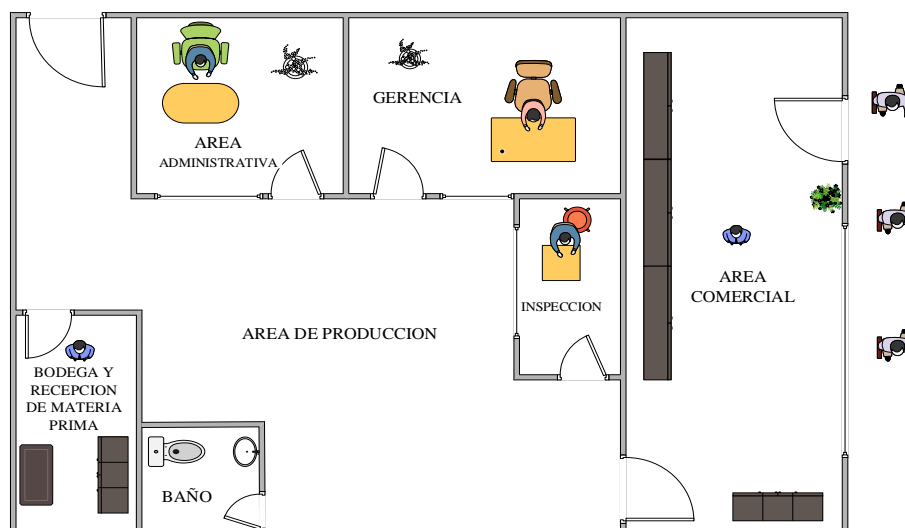 GERENCIA
AREA
ADMINISTRATIVA
AREA
COMERCIAL
INSPECCION
AREA DE PRODUCCION
BODEGA Y
RECEPCION
DE MATERIA
PRIMA
BAÑO